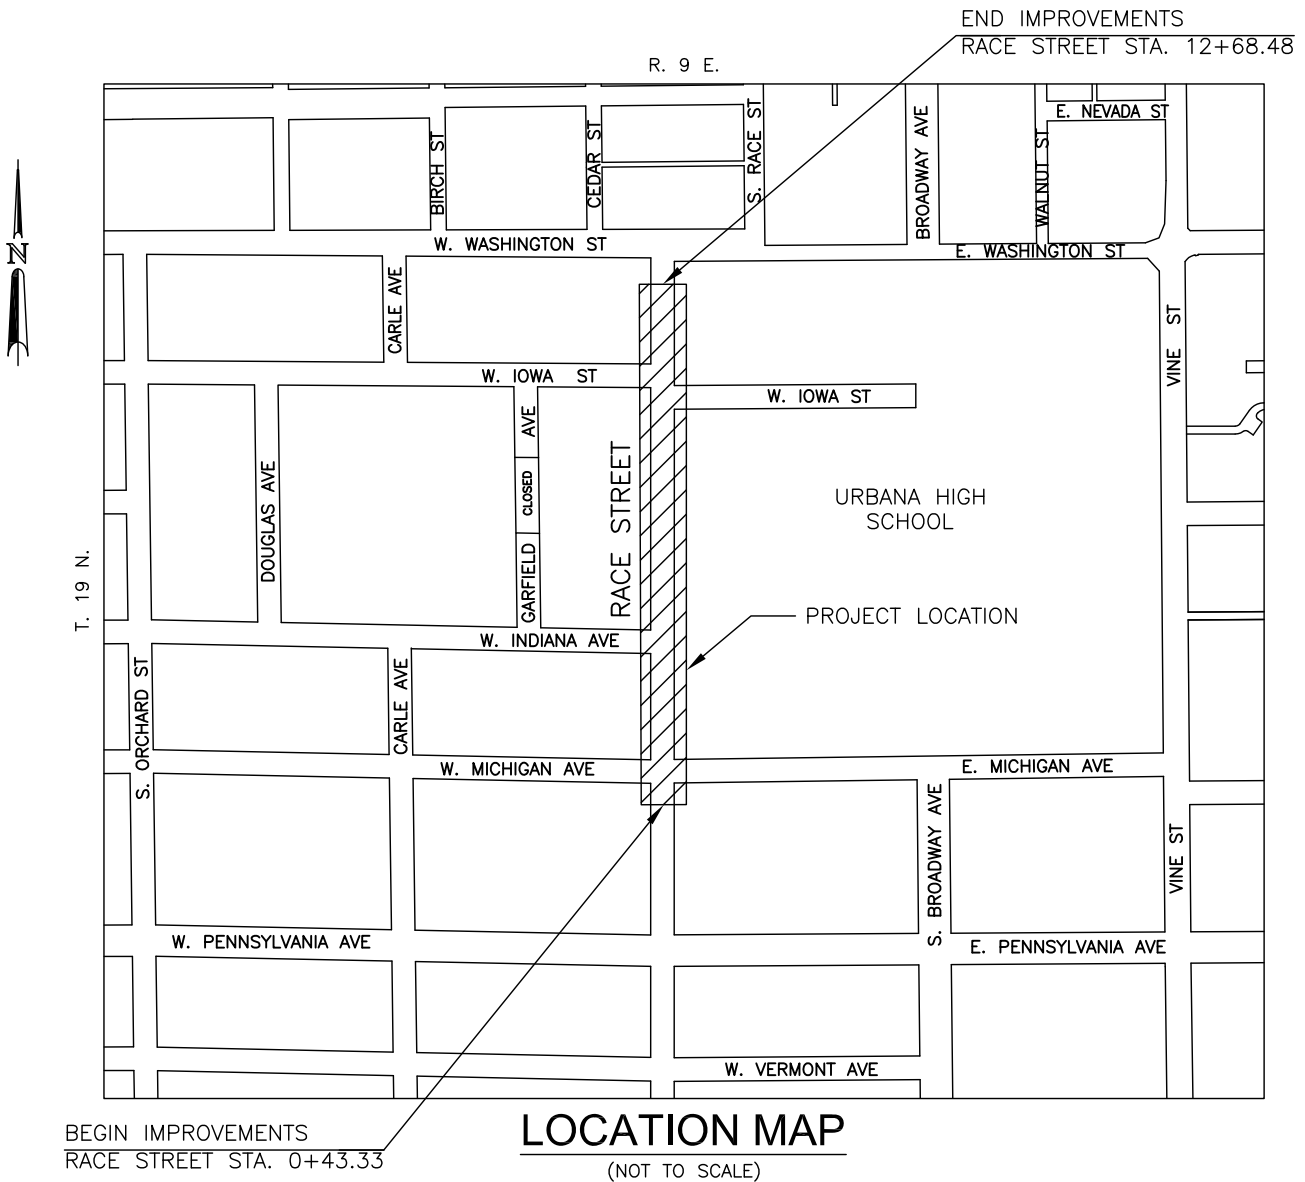 END IMPROVEMENTS
RACE STREET STA. 12+68.48
R. 9 E.
E. NEVADA ST
BIRCH ST
CEDAR ST
S. RACE ST
BROADWAY AVE
WALNUT ST
N
W. WASHINGTON ST
E. WASHINGTON ST
CARLE AVE
VINE ST
W. IOWA ST
W. IOWA ST
DOUGLAS AVE
GARFIELD CLOSED AVE
RACE STREET
URBANA HIGH
SCHOOL
T. 19 N.
PROJECT LOCATION
W. INDIANA AVE
S. ORCHARD ST
CARLE AVE
W. MICHIGAN AVE
E. MICHIGAN AVE
S. BROADWAY AVE
VINE ST
W. PENNSYLVANIA AVE
E. PENNSYLVANIA AVE
W. VERMONT AVE
BEGIN IMPROVEMENTS
RACE STREET STA. 0+43.33
LOCATION MAP
(NOT TO SCALE)